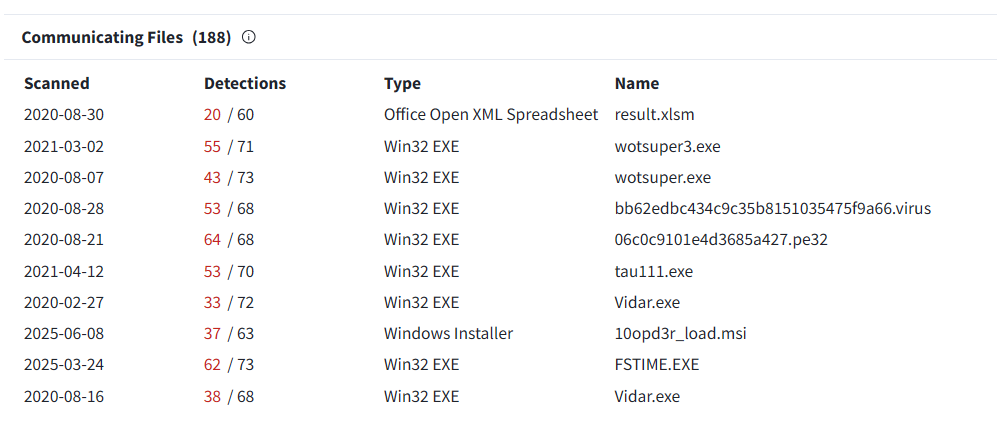 Communicating Files (188)
Scanned Detections Type Name
2020-08-30 20 / 60 Office Open XML Spreadsheet result.xlsm
2021-03-02 55 / 71 Win32 EXE wotsuper3.exe
2020-08-07 43 / 73 Win32 EXE wotsuper.exe
2020-08-28 53 / 68 Win32 EXE bb62edbc434c9c35b8151035475f9a66.virus
2020-08-21 64 / 68 Win32 EXE 06c0c9101e4d3685a427.pe32
2021-04-12 53 / 70 Win32 EXE tau111.exe
2020-02-27 33 / 72 Win32 EXE Vidar.exe
2025-06-08 37 / 63 Windows Installer 10opd3r_load.msi
2025-03-24 62 / 73 Win32 EXE FSTIME.EXE
2020-08-16 38 / 68 Win32 EXE Vidar.exe